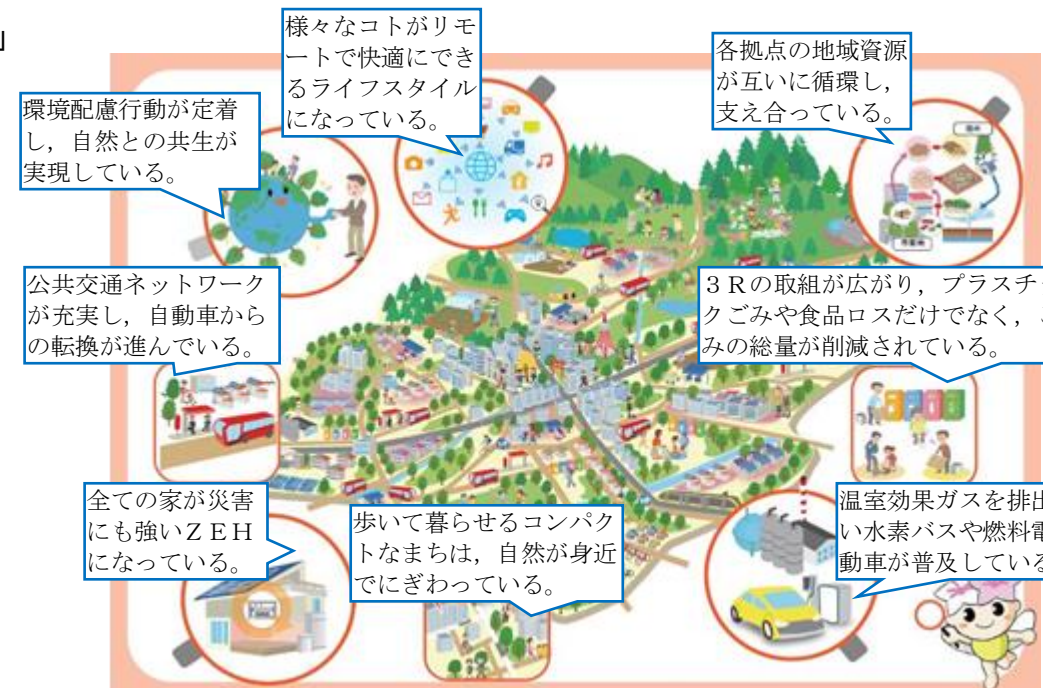 」
様々なコトがリモ
ートで快適にでき
るライフスタイル
になっている。
各拠点の地域資源
が互いに循環し，
支え合っている。
環境配慮行動が定着
し，自然との共生が
実現している。
公共交通ネットワーク
が充実し，自動車から
の転換が進んでいる。
３Ｒの取組が広がり，プラスチッ
クごみや食品ロスだけでなく，
みの総量が削減されている。
全ての家が災害
にも強いＺＥＨ
になっている。
歩いて暮らせるコンパク
トなまちは，自然が身近
でにぎわっている。
温室効果ガスを排出
い水素バスや燃料電
動車が普及している